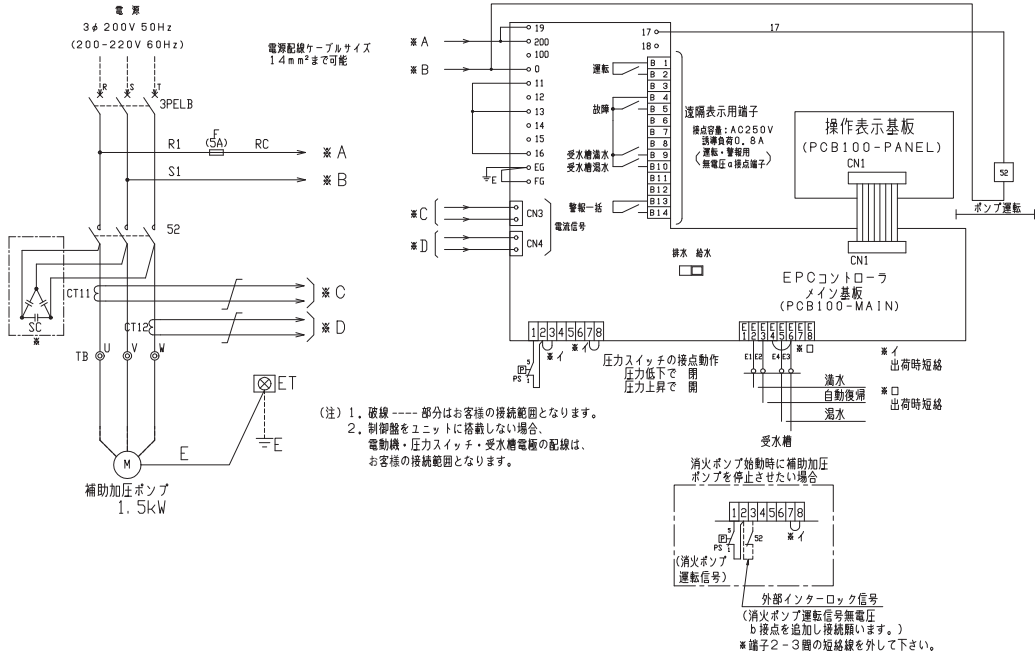 電源
3φ 200V 50Hz
(200-220V 60Hz)
電源配線ケーブルサイズ
14mm²まで可能
R S T
3PELB
F
(5A)
R1 RC ※A
S1 ※B
52
SC
※
CT11 ※C
CT12 ※D
TB U V W
M
E
ET
E
補助加圧ポンプ
1.5kW
(注) 1. 破線 ---- 部分はお客様の接続範囲となります。
2. 制御盤をユニットに搭載しない場合、
電動機・圧力スイッチ・受水槽電極の配線は、
お客様の接続範囲となります。
※A
※B
※C
※D
19
200
100
0
11
12
13
14
15
16
EG
FG
E
CN3
CN4
電流信号
17
18
17
運転
故障
受水槽満水
受水槽渇水
警報一括
B 1
B 2
B 3
B 4
B 5
B 6
B 7
B 8
B 9
B10
B11
B12
B13
B14
遠隔表示用端子
接点容量:AC250V
誘導負荷0.8A
(運転・警報用
無電圧a接点端子)
操作表示基板
(PCB100-PANEL)
CN1
CN1
52
ポンプ運転
排水 給水
EPCコントローラ
メイン基板
(PCB100-MAIN)
1 2 3 4 5 6 7 8
※イ ※イ
P
PS
5
1
圧力スイッチの接点動作
圧力低下で 閉
圧力上昇で 開
E1 E2 E3 E4 E5 E6 E7 E8
※ロ
E1 E2 E4 E3
満水
自動復帰
渇水
受水槽
※イ
出荷時短絡
※ロ
出荷時短絡
消火ポンプ始動時に補助加圧
ポンプを停止させたい場合
1 2 3 4 5 6 7 8
※イ
P
PS
5
1
52
(消火ポンプ
運転信号)
外部インターロック信号
(消火ポンプ運転信号無電圧
b接点を追加し接続願います。)
※端子2-3間の短絡線を外して下さい。